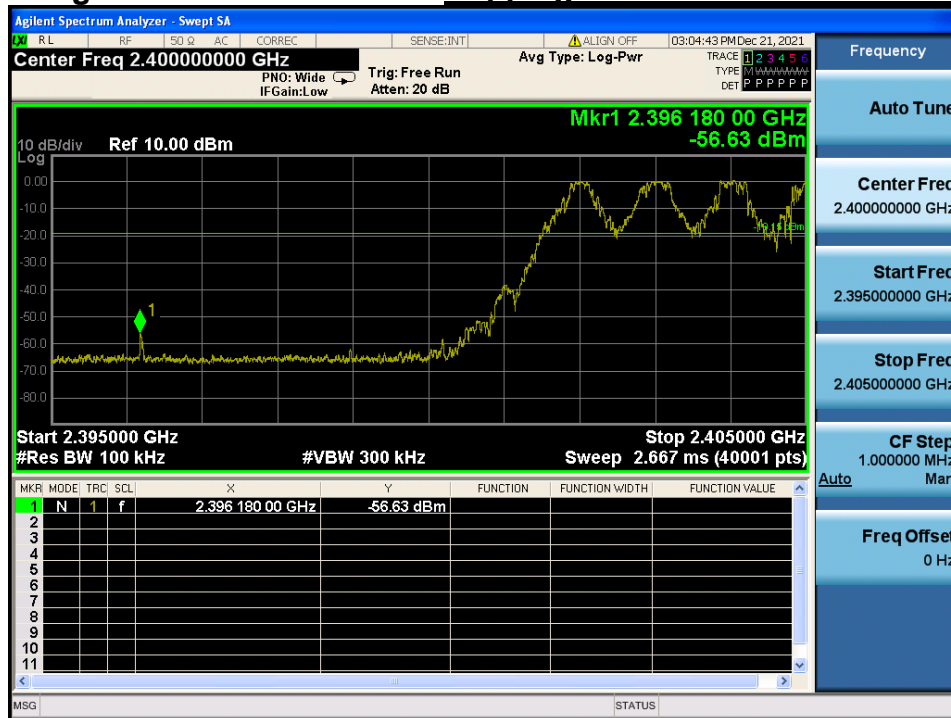 Agilent Spectrum Analyzer - Swept SA
LXI RL RF 50 Ω AC CORREC SENSE:INT ALIGN OFF 03:04:43 PM Dec 21, 2021
Center Freq 2.400000000 GHz
PNO: Wide
IFGain:Low
Trig: Free Run
Atten: 20 dB
Avg Type: Log-Pwr
TRACE 1 2 3 4 5 6
TYPE M
DET P P P P P P
Mkr1 2.396 180 00 GHz
-56.63 dBm
10 dB/div Ref 10.00 dBm
Log
0.00
-10.0
-20.0
-30.0
-40.0
-50.0
-60.0
-70.0
-80.0
1
Start 2.395000 GHz Stop 2.405000 GHz
#Res BW 100 kHz #VBW 300 kHz Sweep 2.667 ms (40001 pts)
MKR MODE TRC SCL X Y FUNCTION FUNCTION WIDTH FUNCTION VALUE
1 N 1 f 2.396 180 00 GHz -56.63 dBm
2
3
4
5
6
7
8
9
10
11
MSG STATUS
Frequency
Auto Tune
Center Freq
2.400000000 GHz
Start Freq
2.395000000 GHz
Stop Freq
2.405000000 GHz
CF Step
1.000000 MHz
Auto Man
Freq Offset
0 Hz